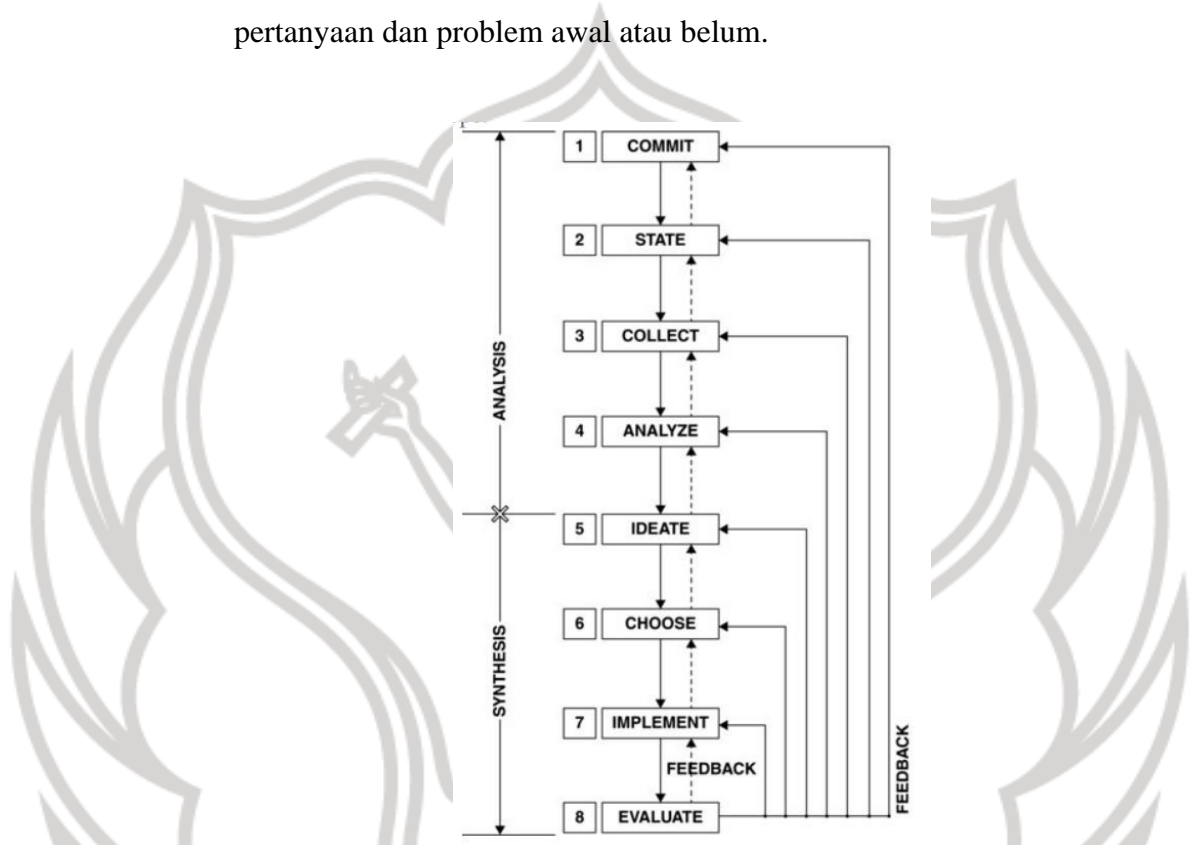 pertanyaan dan problem awal atau belum.
1 COMMIT
2 STATE
3 COLLECT
ANALYSIS
4 ANALYZE
5 IDEATE
6 CHOOSE
SYNTHESIS
7 IMPLEMENT
FEEDBACK
FEEDBACK
8 EVALUATE